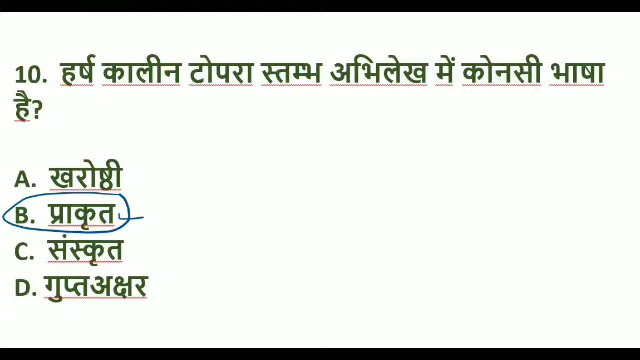 10. हर्ष कालीन टोपरा स्तम्भ अभिलेख में कोनसी भाषा
है?
A. खरोष्ठी
B. प्राकृत
C. संस्कृत
D. गुप्तअक्षर